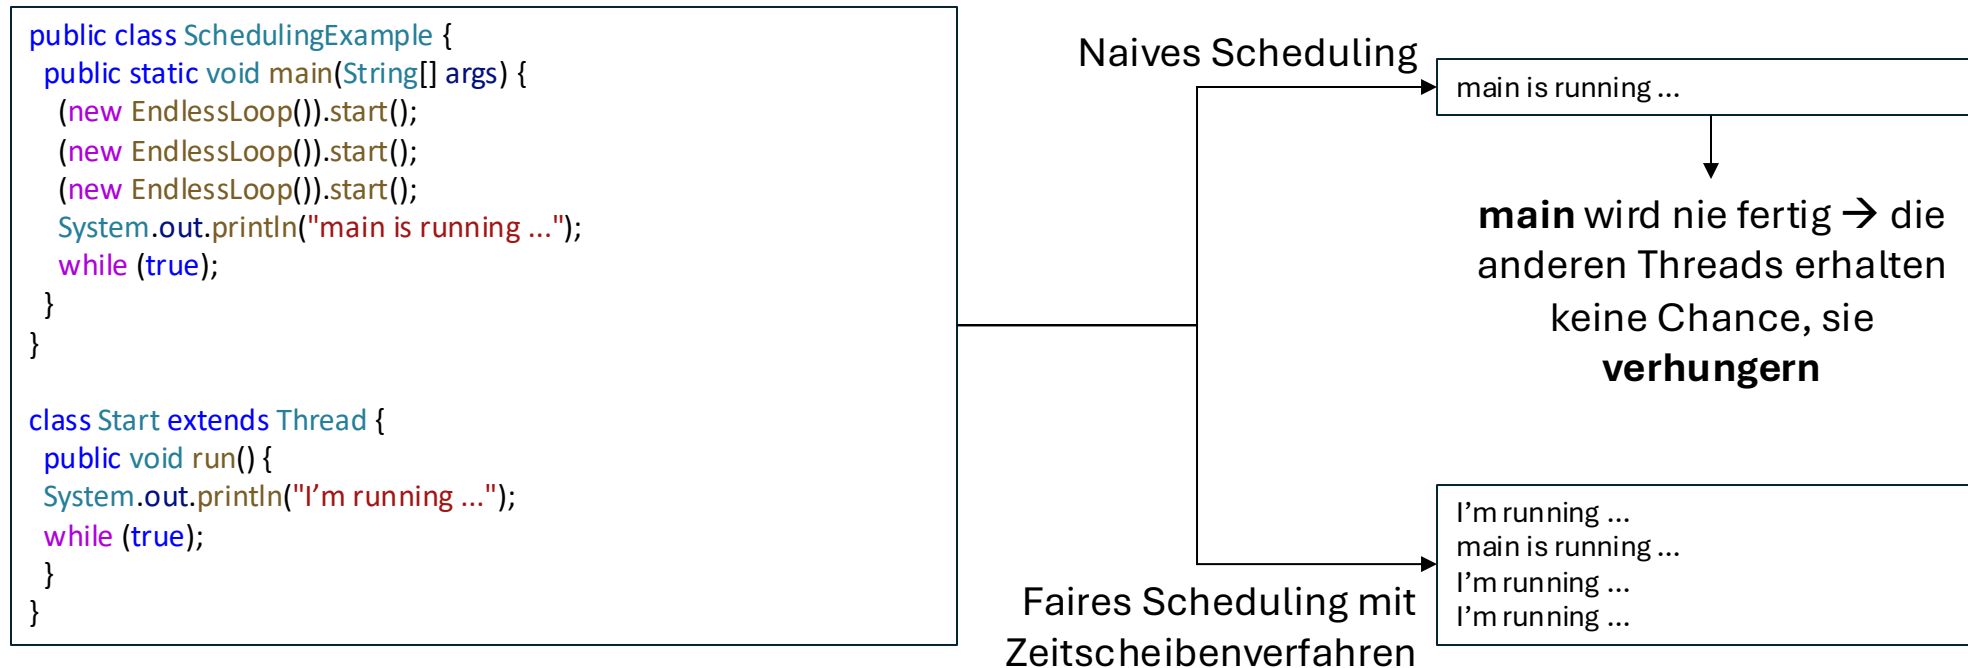 public class SchedulingExample {
public static void main(String[] args) {
(new EndlessLoop()).start();
(new EndlessLoop()).start();
(new EndlessLoop()).start();
System.out.println("main is running ...");
while (true);
}
}
class Start extends Thread {
public void run() {
System.out.println("I’m running ...");
while (true);
}
}
Naives Scheduling
main is running ...
main wird nie fertig → die
anderen Threads erhalten
keine Chance, sie
verhungern
Faires Scheduling mit
Zeitscheibenverfahren
I’m running ...
main is running ...
I’m running ...
I’m running ...